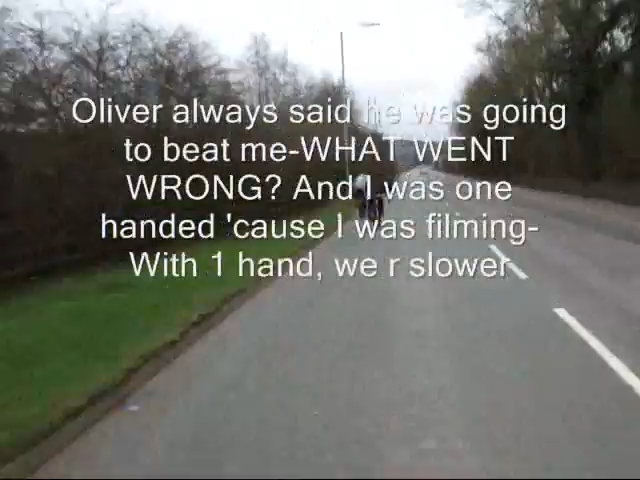 Oliver always said he was going
to beat me-WHAT WENT
WRONG? And I was one
handed 'cause I was filming-
With 1 hand, we r slower